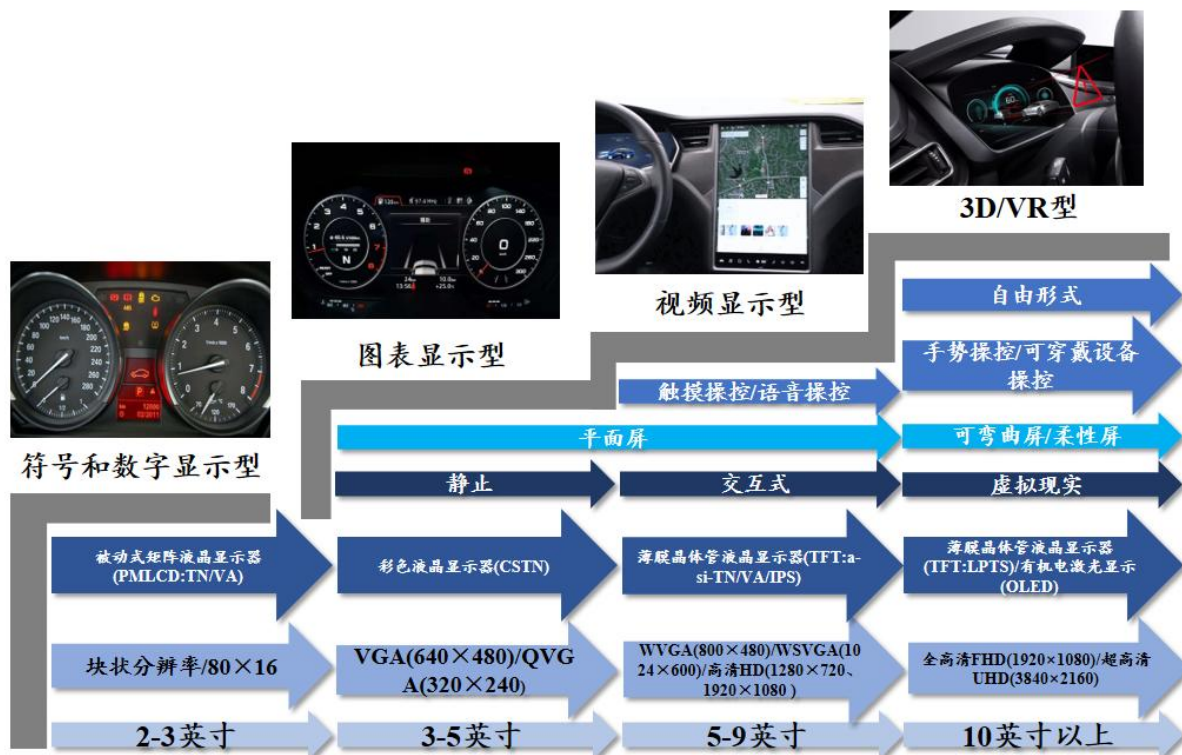 3D/VR型
自由形式
视频显示型
手势操控/可穿戴设备
操控
图表显示型
触摸操控/语音操控
平面屏
可弯曲屏/柔性屏
符号和数字显示型
静止
交互式
虚拟现实
被动式矩阵液晶显示器
(PMLCD:TN/VA)
彩色液晶显示器(CSTN)
薄膜晶体管液晶显示器(TFT:a-
si-TN/VA/IPS)
薄膜晶体管液晶显示器
(TFT:LPTS)/有机电激光显示
(OLED)
块状分辨率/80×16
VGA(640×480)/QVG
A(320×240)
WVGA(800×480)/WSVGA(10
24×600)/高清HD(1280×720、
1920×1080 )
全高清FHD(1920×1080)/超高清
UHD(3840×2160)
2-3英寸
3-5英寸
5-9英寸
10英寸以上